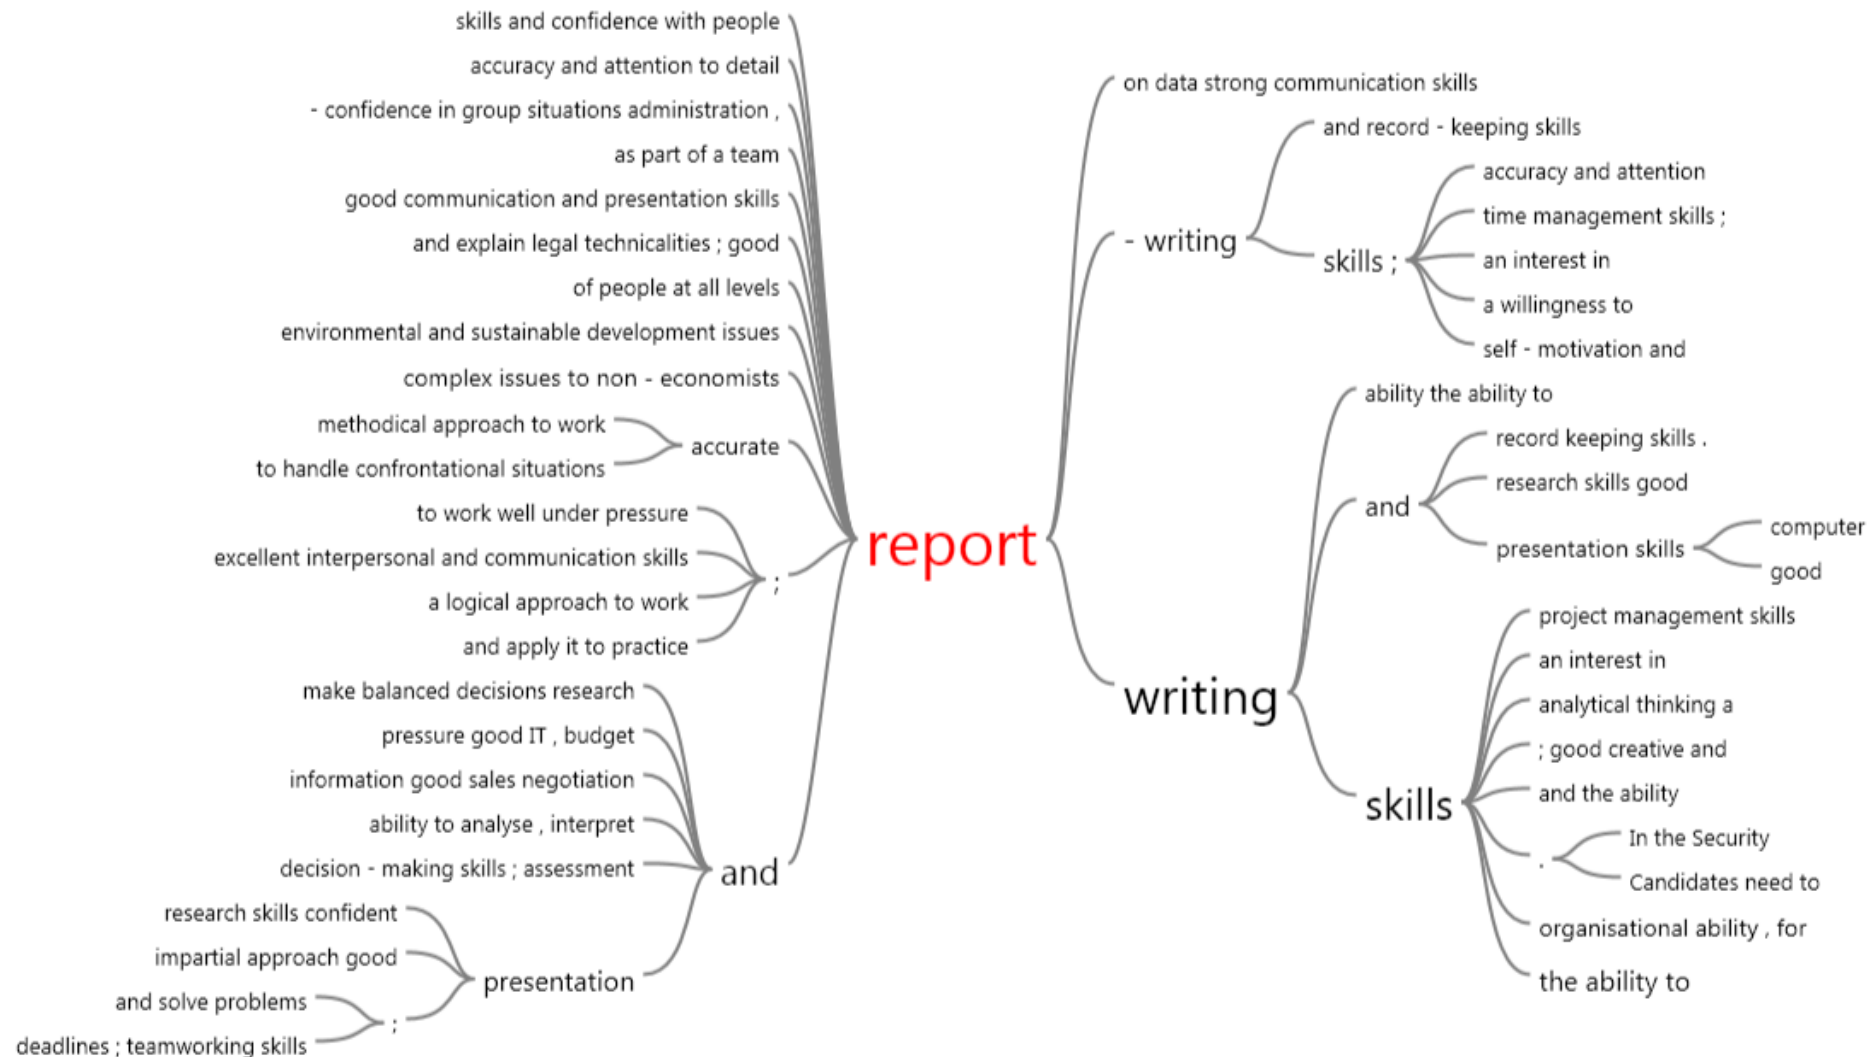 skills and confidence with people
accuracy and attention to detail
- confidence in group situations administration ,
as part of a team
good communication and presentation skills
and explain legal technicalities ; good
of people at all levels
environmental and sustainable development issues
complex issues to non - economists
methodical approach to work
to handle confrontational situations
accurate
to work well under pressure
excellent interpersonal and communication skills
a logical approach to work
and apply it to practice
;
make balanced decisions research
pressure good IT , budget
information good sales negotiation
ability to analyse , interpret
decision - making skills ; assessment
and
research skills confident
impartial approach good
and solve problems
deadlines ; teamworking skills
;
presentation
report
on data strong communication skills
- writing
and record - keeping skills
skills ;
accuracy and attention
time management skills ;
an interest in
a willingness to
self - motivation and
writing
ability the ability to
and
record keeping skills .
research skills good
presentation skills
computer
good
skills
project management skills
an interest in
analytical thinking a
; good creative and
and the ability
.
In the Security
Candidates need to
organisational ability , for
the ability to